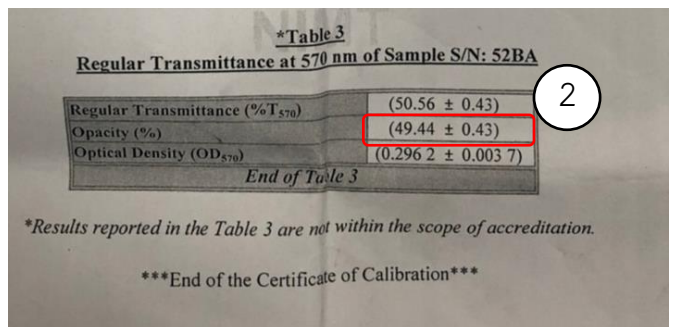 *Table 3
Regular Transmittance at 570 nm of Sample S/N: 52BA
2
Regular Transmittance (%T570) (50.56 ± 0.43)
Opacity (%) (49.44 ± 0.43)
Optical Density (OD570) (0.296 2 ± 0.003 7)
End of Table 3
*Results reported in the Table 3 are not within the scope of accreditation.
***End of the Certificate of Calibration***